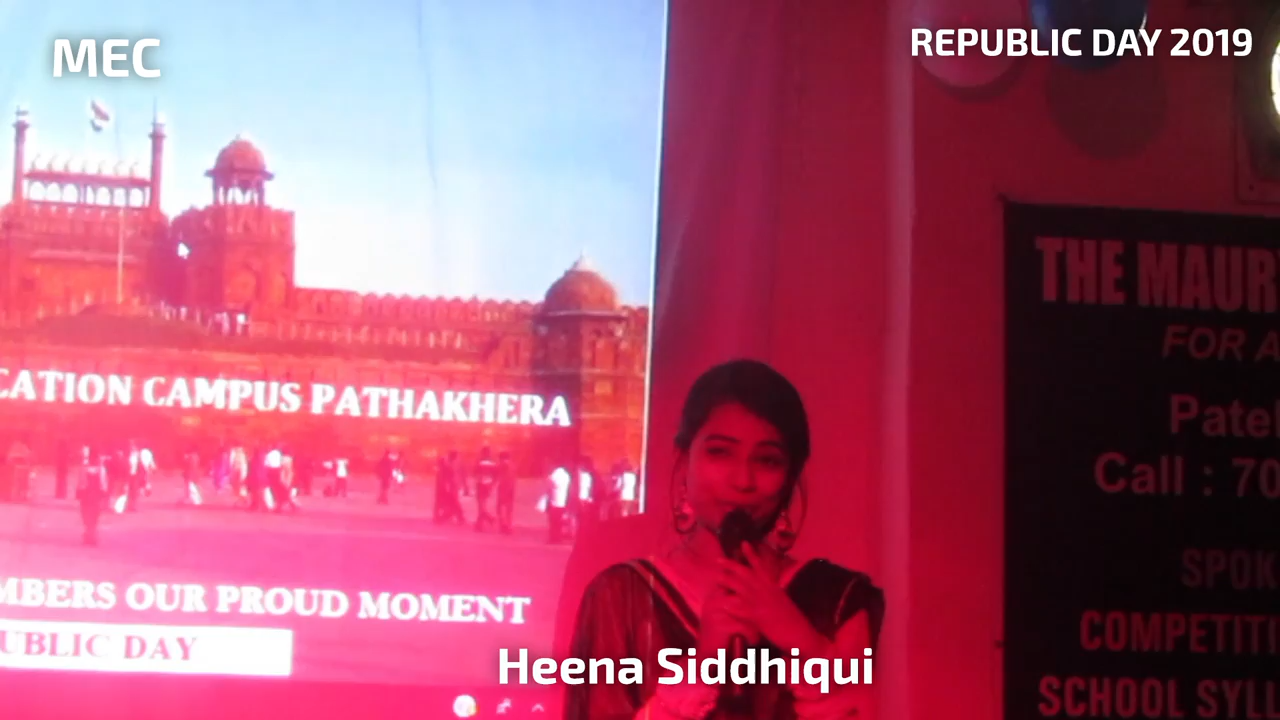 MEC
REPUBLIC DAY 2019
CATION CAMPUS PATHAKHERA
MBERS OUR PROUD MOMENT
UBLIC DAY
THE MAUR
FOR A
Patel
Call : 70
SPOK
COMPETITI
SCHOOL SYLL
Heena Siddhiqui